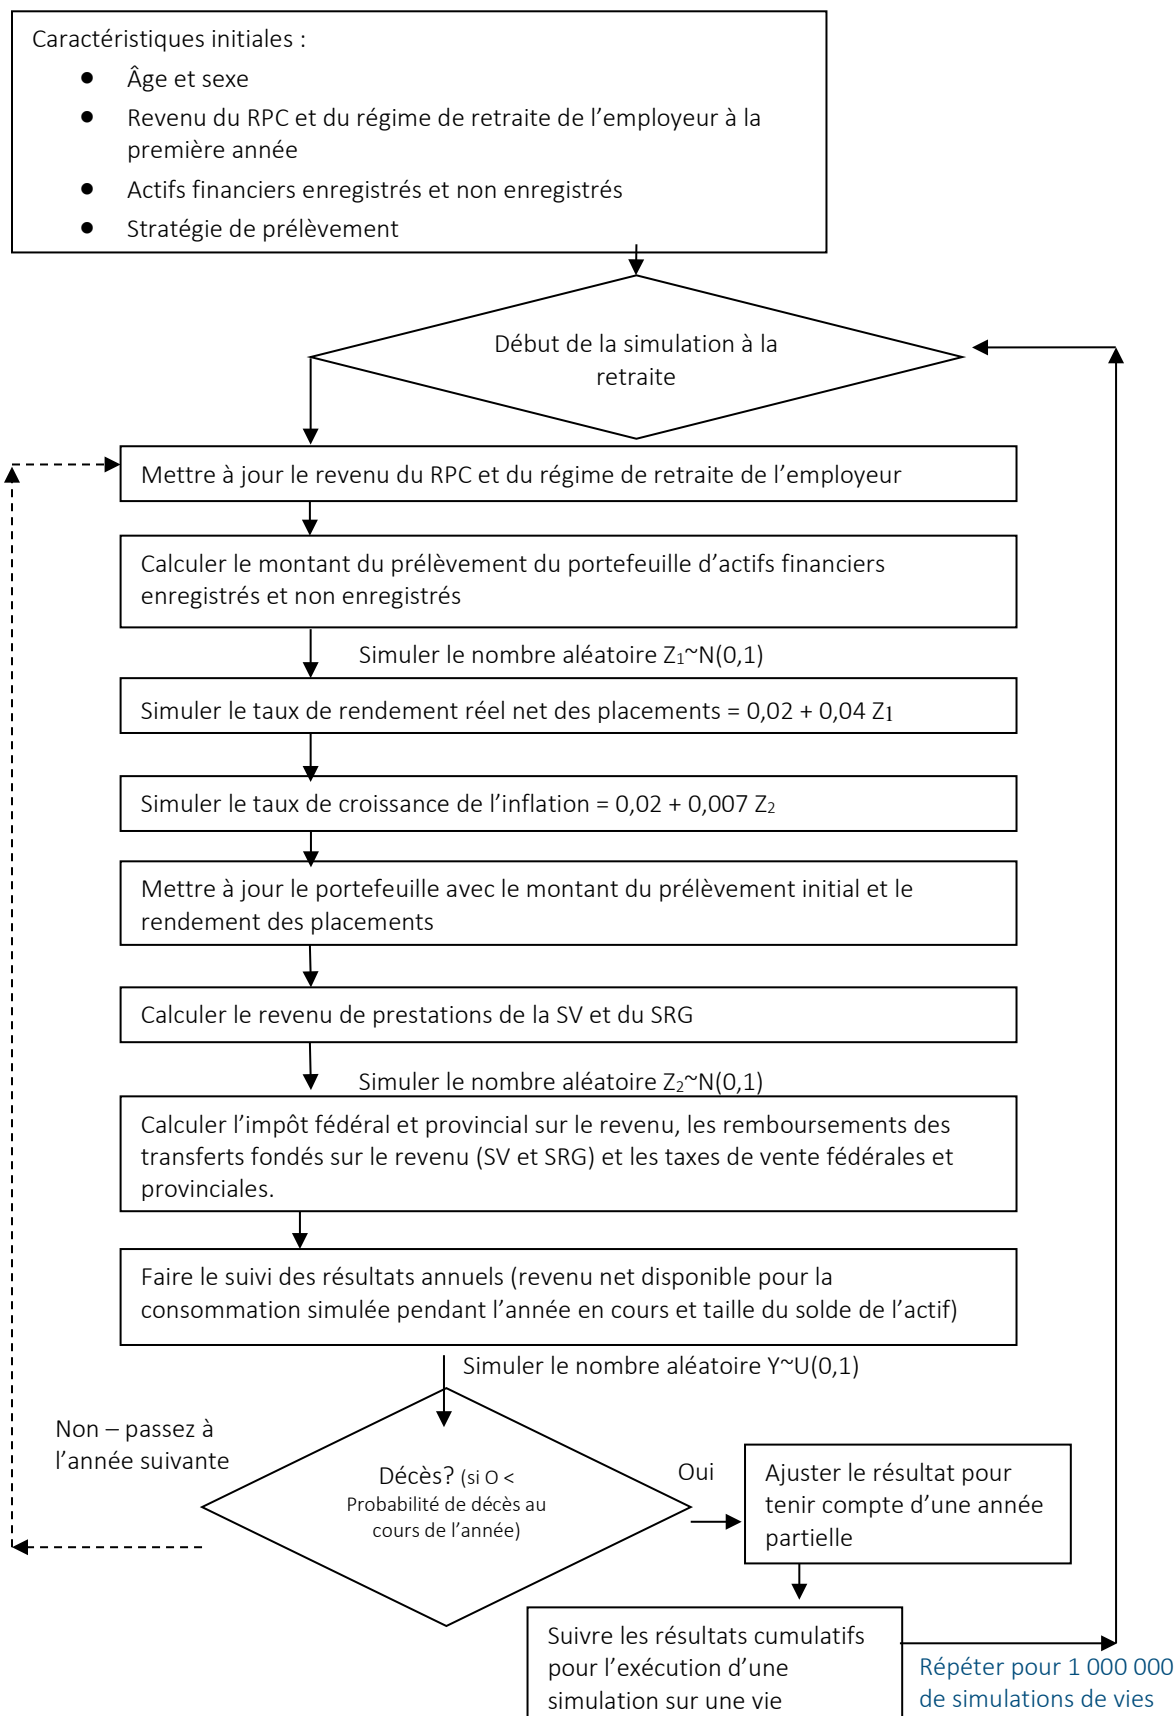 Caractéristiques initiales :
● Âge et sexe
● Revenu du RPC et du régime de retraite de l’employeur à la
première année
● Actifs financiers enregistrés et non enregistrés
● Stratégie de prélèvement
Début de la simulation à la
retraite
Mettre à jour le revenu du RPC et du régime de retraite de l’employeur
Calculer le montant du prélèvement du portefeuille d’actifs financiers
enregistrés et non enregistrés
Simuler le nombre aléatoire Z1~N(0,1)
Simuler le taux de rendement réel net des placements = 0,02 + 0,04 Z1
Simuler le taux de croissance de l’inflation = 0,02 + 0,007 Z2
Mettre à jour le portefeuille avec le montant du prélèvement initial et le
rendement des placements
Calculer le revenu de prestations de la SV et du SRG
Simuler le nombre aléatoire Z2~N(0,1)
Calculer l’impôt fédéral et provincial sur le revenu, les remboursements des
transferts fondés sur le revenu (SV et SRG) et les taxes de vente fédérales et
provinciales.
Faire le suivi des résultats annuels (revenu net disponible pour la
consommation simulée pendant l’année en cours et taille du solde de l’actif)
Simuler le nombre aléatoire Y~U(0,1)
Non – passez à
l’année suivante
Décès? (si O <
Probabilité de décès au
cours de l’année)
Oui
Ajuster le résultat pour
tenir compte d’une année
partielle
Suivre les résultats cumulatifs
pour l’exécution d’une
simulation sur une vie
Répéter pour 1 000 000
de simulations de vies